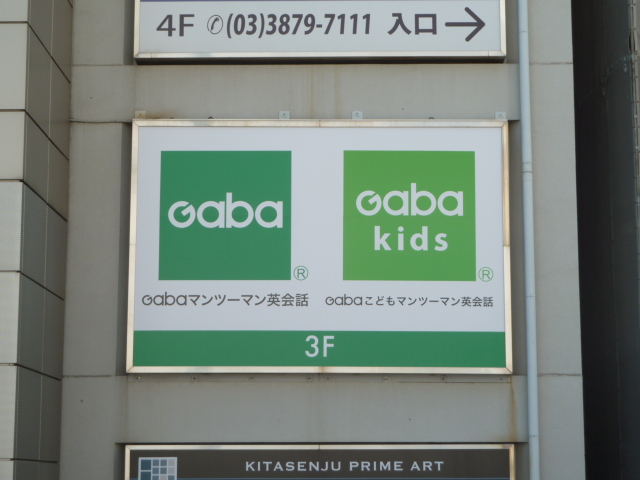 4F ✆(03)3879-7111 入口→
Gaba
®
Gabaマンツーマン英会話
Gaba
kids
®
Gabaこどもマンツーマン英会話
3F
KITASENJU PRIME ART